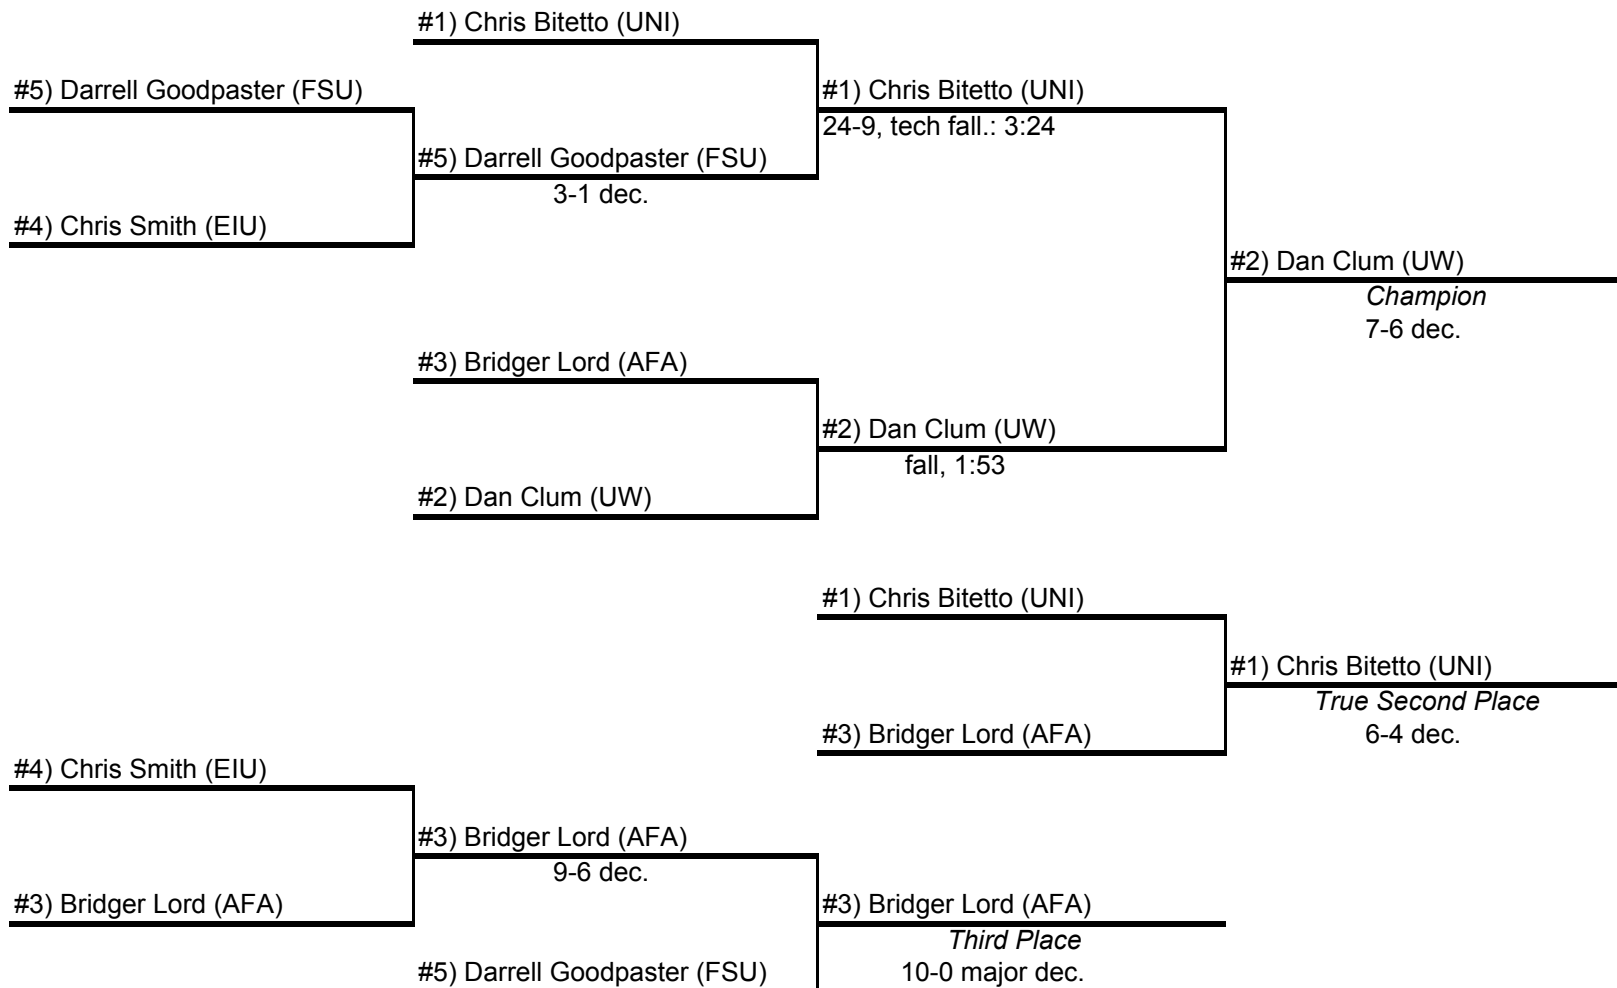 #1) Chris Bitetto (UNI)
#5) Darrell Goodpaster (FSU)
#1) Chris Bitetto (UNI)
24-9, tech fall.: 3:24
#5) Darrell Goodpaster (FSU)
3-1 dec.
#4) Chris Smith (EIU)
#2) Dan Clum (UW)
Champion
7-6 dec.
#3) Bridger Lord (AFA)
#2) Dan Clum (UW)
fall, 1:53
#2) Dan Clum (UW)
#1) Chris Bitetto (UNI)
#1) Chris Bitetto (UNI)
True Second Place
#3) Bridger Lord (AFA)
6-4 dec.
#4) Chris Smith (EIU)
#3) Bridger Lord (AFA)
9-6 dec.
#3) Bridger Lord (AFA)
#3) Bridger Lord (AFA)
Third Place
#5) Darrell Goodpaster (FSU)
10-0 major dec.